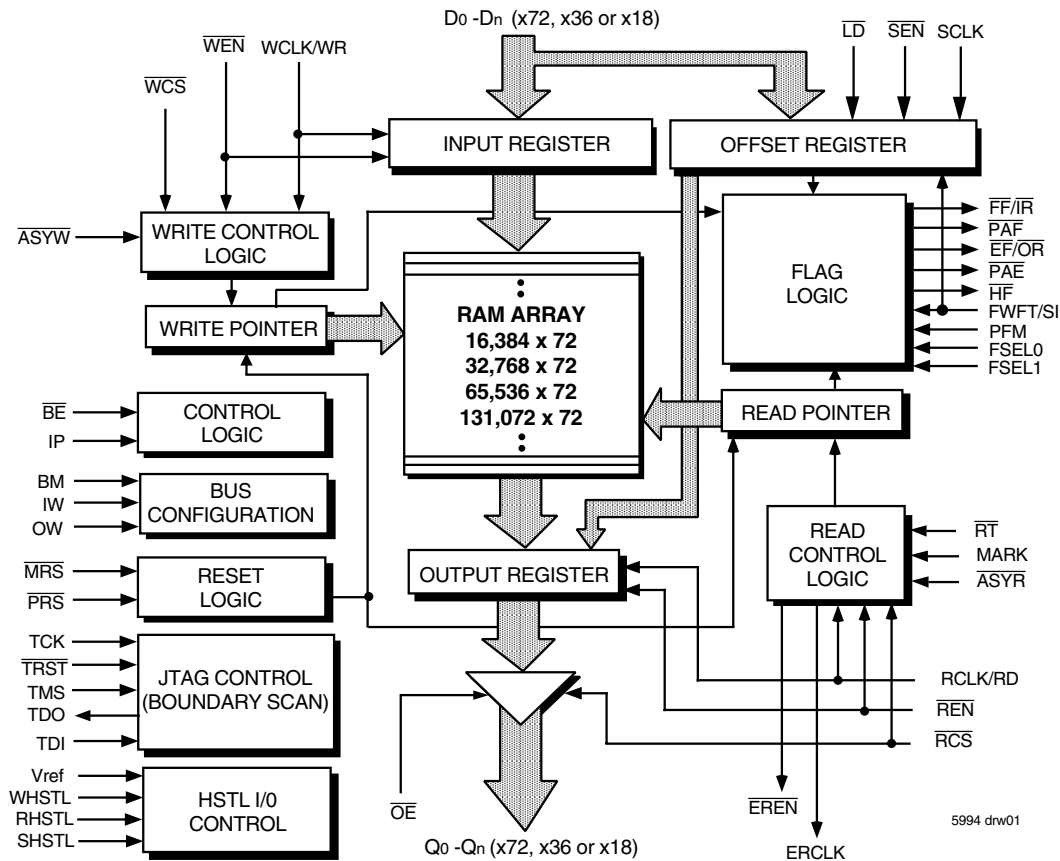 D0 -Dn (x72, x36 or x18)
LD
SEN
SCLK
WEN
WCLK/WR
WCS
INPUT REGISTER
OFFSET REGISTER
ASYW
WRITE CONTROL
LOGIC
FLAG
LOGIC
FF/IR
PAF
EF/OR
PAE
HF
FWFT/SI
PFM
FSEL0
FSEL1
WRITE POINTER
RAM ARRAY
16,384 x 72
32,768 x 72
65,536 x 72
131,072 x 72
READ POINTER
BE
IP
CONTROL
LOGIC
BM
IW
OW
BUS
CONFIGURATION
READ
CONTROL
LOGIC
RT
MARK
ASYR
MRS
PRS
RESET
LOGIC
OUTPUT REGISTER
TCK
TRST
TMS
TDO
TDI
JTAG CONTROL
(BOUNDARY SCAN)
RCLK/RD
REN
RCS
Vref
WHSTL
RHSTL
SHSTL
HSTL I/0
CONTROL
OE
EREN
5994 drw01
Q0 -Qn (x72, x36 or x18)
ERCLK